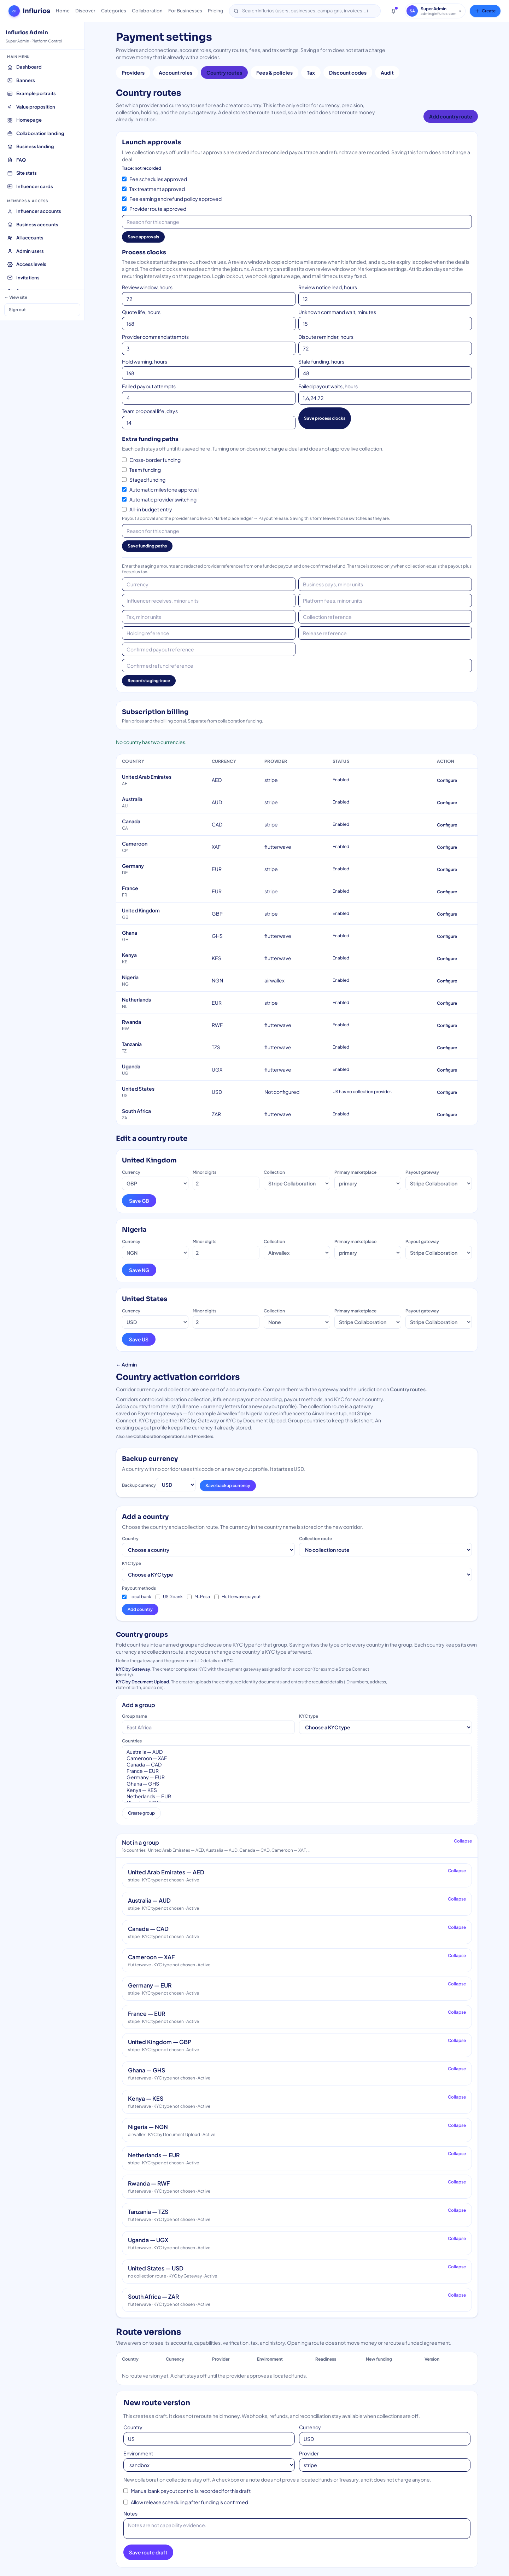 Influrios
Home Discover Categories Collaboration For Businesses Pricing
Search Influrios (users, businesses, campaigns, invoices...)
SA
Super Admin
Create
Influrios Admin
Super Admin · Platform Control
MAIN MENU
Dashboard
Banners
Example portraits
Value proposition
Homepage
Collaboration landing
Business landing
FAQ
Site stats
Influencer cards
MEMBERS & ACCESS
Influencer accounts
Business accounts
All accounts
Admin users
Access levels
Invitations
← View site
Sign out
Payment settings
Providers and connections, account roles, country routes, fees, and tax settings. Saving a form does not start a charge
or move money that is already with a provider.
Providers Account roles Country routes Fees & policies Tax Discount codes Audit
Country routes
Set which provider and currency to use for each creator country. This is the only editor for currency, precision,
collection, holding, and the payout gateway. A deal stores the route it used, so a later edit does not reroute money
already in motion.
Add country route
Launch approvals
Live collection stays off until all four approvals are saved and a reconciled payout trace and refund trace are recorded. Saving this form does not charge a
deal.
Trace: not recorded
Fee schedules approved
Tax treatment approved
Fee earning and refund policy approved
Provider route approved
Reason for this change
Save approvals
Process clocks
These clocks start at the previous fixed values. A review window is copied onto a milestone when it is funded, and a quote expiry is copied onto the deal when the deal is
signed. The other clocks are read each time the job runs. A country can still set its own review window on Marketplace settings. Attribution days and the
recurring interval stay on that page too. Login lockout, webhook signature age, and malware scan timeouts stay fixed.
Review window, hours
72
Review notice lead, hours
12
Quote life, hours
168
Unknown command wait, minutes
15
Provider command attempts
3
Dispute reminder, hours
72
Hold warning, hours
168
Stale funding, hours
48
Failed payout attempts
4
Failed payout waits, hours
1,6,24,72
Team proposal life, days
14
Save process clocks
Extra funding paths
Each path stays off until it is saved here. Turning one on does not charge a deal and does not approve live collection.
Cross-border funding
Team funding
Staged funding
Automatic milestone approval
Automatic provider switching
All-in budget entry
Payout approval and the provider send live on Marketplace ledger → Payout release. Saving this form leaves those switches as they are.
Reason for this change
Save funding paths
Enter the staging amounts and redacted provider references from one funded payout and one confirmed refund. The trace is stored only when collection equals the payout plus
fees plus tax.
Currency
Business pays, minor units
Influencer receives, minor units
Platform fees, minor units
Tax, minor units
Collection reference
Holding reference
Release reference
Confirmed payout reference
Confirmed refund reference
Record staging trace
Subscription billing
Plan prices and the billing portal. Separate from collaboration funding.
No country has two currencies.
COUNTRY CURRENCY PROVIDER STATUS ACTION
United Arab Emirates
AE
AED stripe Enabled Configure
Australia
AU
AUD stripe Enabled Configure
Canada
CA
CAD stripe Enabled Configure
Cameroon
CM
XAF flutterwave Enabled Configure
Germany
DE
EUR stripe Enabled Configure
France
FR
EUR stripe Enabled Configure
United Kingdom
GB
GBP stripe Enabled Configure
Ghana
GH
GHS flutterwave Enabled Configure
Kenya
KE
KES flutterwave Enabled Configure
Nigeria
NG
NGN airwallex Enabled Configure
Netherlands
NL
EUR stripe Enabled Configure
Rwanda
RW
RWF flutterwave Enabled Configure
Tanzania
TZ
TZS flutterwave Enabled Configure
Uganda
UG
UGX flutterwave Enabled Configure
United States
US
USD Not configured US has no collection provider. Configure
South Africa
ZA
ZAR flutterwave Enabled Configure
Edit a country route
United Kingdom
Currency Minor digits Collection Primary marketplace Payout gateway
GBP 2 Stripe Collaboration primary Stripe Collaboration
Save GB
Nigeria
Currency Minor digits Collection Primary marketplace Payout gateway
NGN 2 Airwallex primary Stripe Collaboration
Save NG
United States
Currency Minor digits Collection Primary marketplace Payout gateway
USD 2 None Stripe Collaboration Stripe Collaboration
Save US
← Admin
Country activation corridors
Corridor currency and collection are one part of a country route. Compare them with the gateway and the jurisdiction on Country routes.
Corridors control collaboration collection, influencer payout onboarding, payout methods, and KYC for each country.
Add a country from the list (full name + currency letters for a new payout profile). The collection route is a gateway
saved on Payment gateways — for example Airwallex for Nigeria routes influencers to Airwallex setup, not Stripe
Connect. KYC type is either KYC by Gateway or KYC by Document Upload. Group countries to keep this list short. An
existing payout profile keeps the currency it already stored.
Also see Collaboration operations and Providers.
Backup currency
A country with no corridor uses this code on a new payout profile. It starts as USD.
Backup currency USD Save backup currency
Add a country
Choose the country and a collection route. The currency in the country name is stored on the new corridor.
Country
Choose a country
Collection route
No collection route
KYC type
Choose a KYC type
Payout methods
Local bank USD bank M-Pesa Flutterwave payout
Add country
Country groups
Fold countries into a named group and choose one KYC type for that group. Saving writes the type onto every country in the group. Each country keeps its own
currency and collection route, and you can change one country's KYC type afterward.
Define the gateway and the government-ID details on KYC.
KYC by Gateway. The creator completes KYC with the payment gateway assigned for this corridor (for example Stripe Connect
identity).
KYC by Document Upload. The creator uploads the configured identity documents and enters the required details (ID numbers, address,
date of birth, and so on).
Add a group
Group name
East Africa
KYC type
Choose a KYC type
Countries
Australia — AUD
Cameroon — XAF
Canada — CAD
France — EUR
Germany — EUR
Ghana — GHS
Kenya — KES
Netherlands — EUR
Create group
Not in a group
Collapse
16 countries · United Arab Emirates — AED, Australia — AUD, Canada — CAD, Cameroon — XAF, …
United Arab Emirates — AED
Collapse
stripe · KYC type not chosen · Active
Australia — AUD
Collapse
stripe · KYC type not chosen · Active
Canada — CAD
Collapse
stripe · KYC type not chosen · Active
Cameroon — XAF
Collapse
flutterwave · KYC type not chosen · Active
Germany — EUR
Collapse
stripe · KYC type not chosen · Active
France — EUR
Collapse
stripe · KYC type not chosen · Active
United Kingdom — GBP
Collapse
stripe · KYC type not chosen · Active
Ghana — GHS
Collapse
flutterwave · KYC type not chosen · Active
Kenya — KES
Collapse
flutterwave · KYC type not chosen · Active
Nigeria — NGN
Collapse
airwallex · KYC by Document Upload · Active
Netherlands — EUR
Collapse
stripe · KYC type not chosen · Active
Rwanda — RWF
Collapse
flutterwave · KYC type not chosen · Active
Tanzania — TZS
Collapse
flutterwave · KYC type not chosen · Active
Uganda — UGX
Collapse
flutterwave · KYC type not chosen · Active
United States — USD
Collapse
no collection route · KYC by Gateway · Active
South Africa — ZAR
Collapse
flutterwave · KYC type not chosen · Active
Route versions
View a version to see its accounts, capabilities, verification, tax, and history. Opening a route does not move money or reroute a funded agreement.
Country Currency Provider Environment Readiness New funding Version
No route version yet. A draft stays off until the provider approves allocated funds.
New route version
This creates a draft. It does not reroute held money. Webhooks, refunds, and reconciliation stay available when collections are off.
Country
US
Currency
USD
Environment
sandbox
Provider
stripe
New collaboration collections stay off. A checkbox or a note does not prove allocated funds or Treasury, and it does not charge anyone.
Manual bank payout control is recorded for this draft
Allow release scheduling after funding is confirmed
Notes
Notes are not capability evidence.
Save route draft